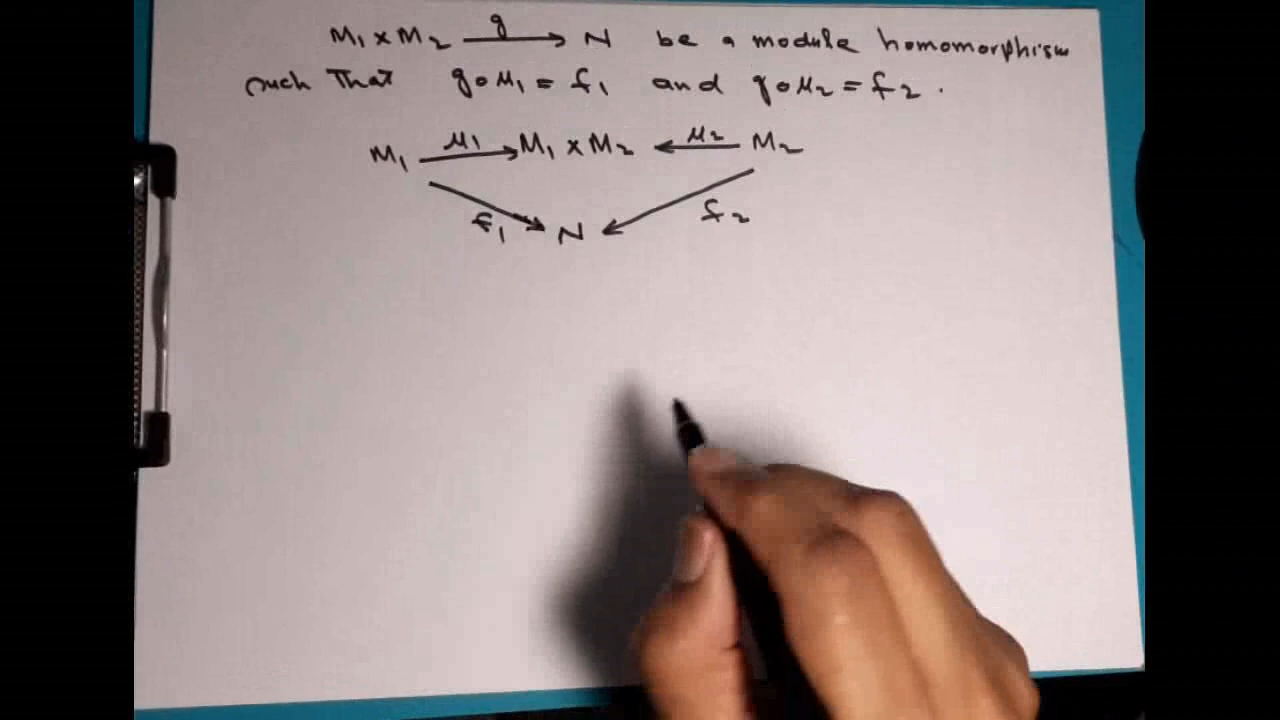 M₁ × M₂ —g→ N be a module homomorphism
such that g∘μ₁ = f₁ and g∘μ₂ = f₂.
M₁ —μ₁→ M₁ × M₂ ←μ₂— M₂
f₁ N f₂